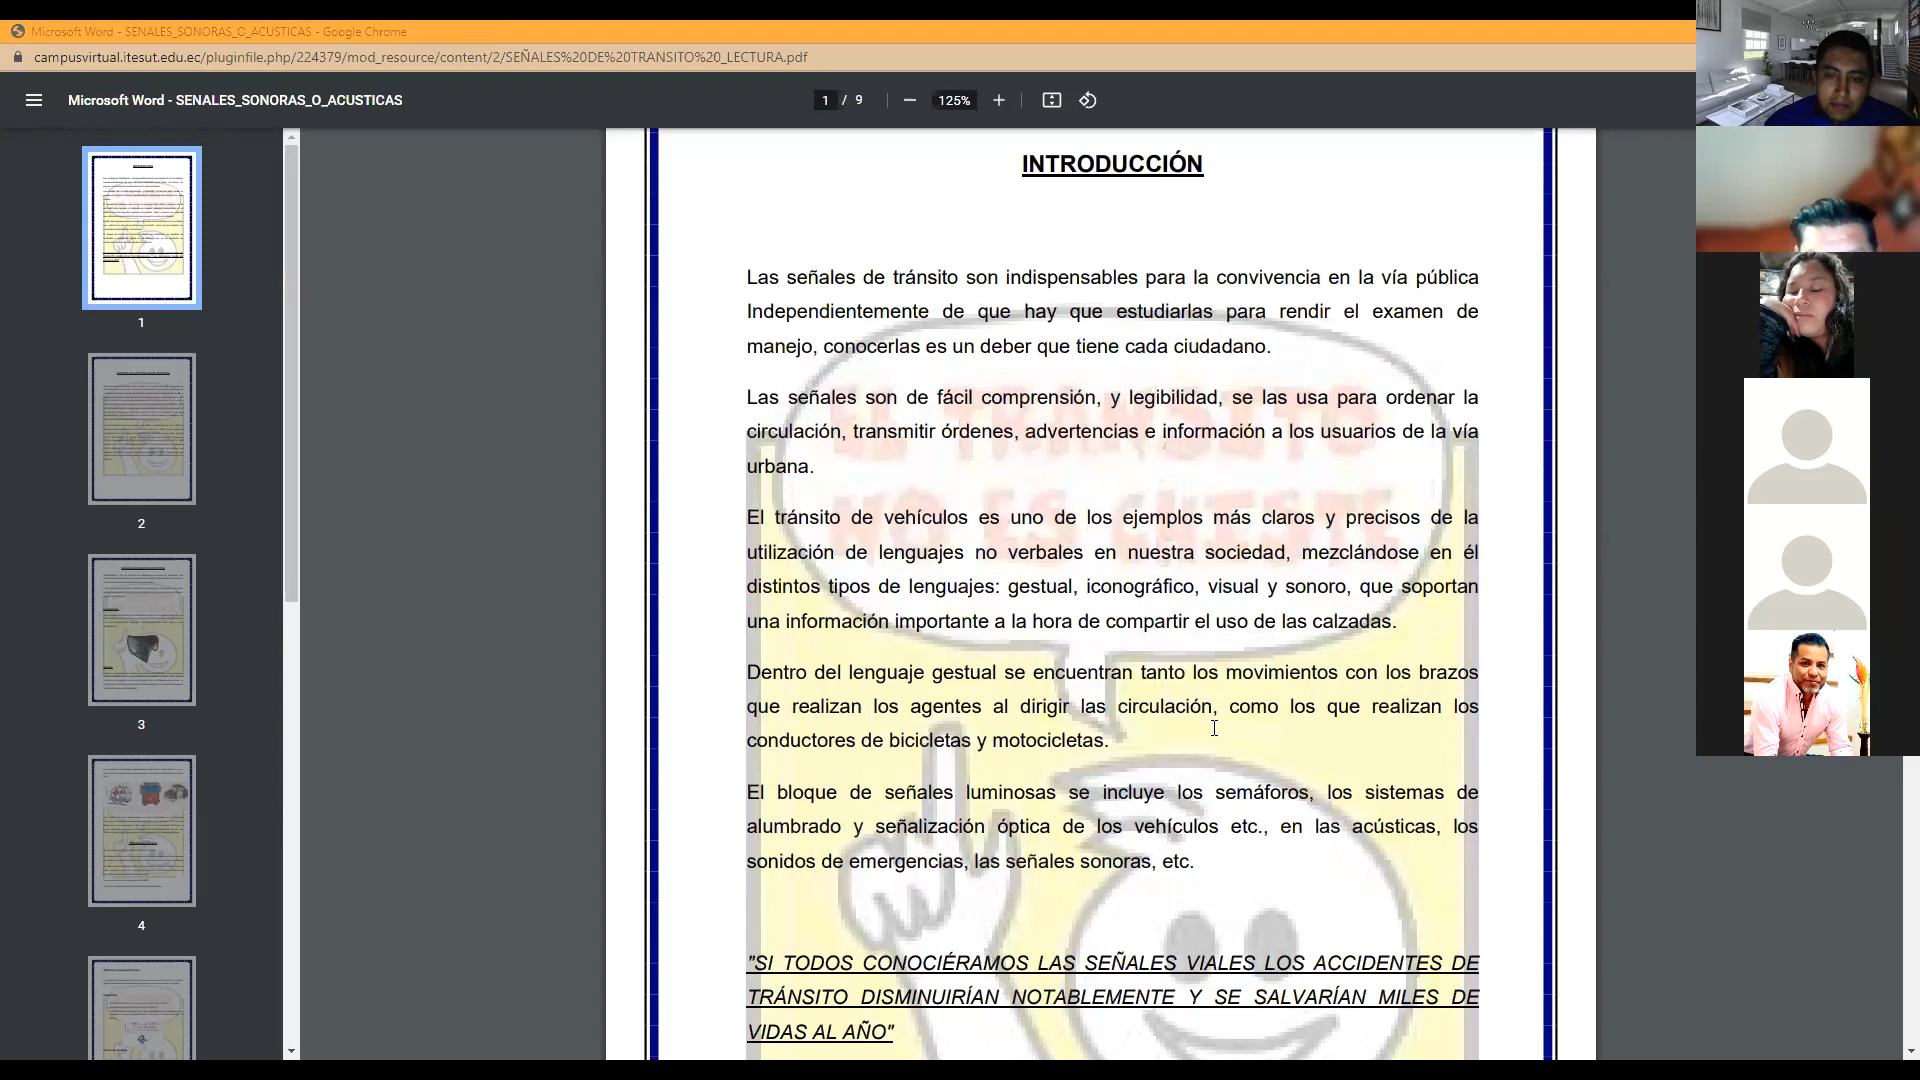 Microsoft Word - SENALES_SONORAS_O_ACUSTICAS - Google Chrome
campusvirtual.itesut.edu.ec/pluginfile.php/224379/mod_resource/content/2/SEÑALES%20DE%20TRANSITO%20_LECTURA.pdf
Microsoft Word - SENALES_SONORAS_O_ACUSTICAS
1 / 9
125%
1
2
3
4
INTRODUCCIÓN
Las señales de tránsito son indispensables para la convivencia en la vía pública
Independientemente de que hay que estudiarlas para rendir el examen de
manejo, conocerlas es un deber que tiene cada ciudadano.
Las señales son de fácil comprensión, y legibilidad, se las usa para ordenar la
circulación, transmitir órdenes, advertencias e información a los usuarios de la vía
urbana.
El tránsito de vehículos es uno de los ejemplos más claros y precisos de la
utilización de lenguajes no verbales en nuestra sociedad, mezclándose en él
distintos tipos de lenguajes: gestual, iconográfico, visual y sonoro, que soportan
una información importante a la hora de compartir el uso de las calzadas.
Dentro del lenguaje gestual se encuentran tanto los movimientos con los brazos
que realizan los agentes al dirigir las circulación, como los que realizan los
conductores de bicicletas y motocicletas.
El bloque de señales luminosas se incluye los semáforos, los sistemas de
alumbrado y señalización óptica de los vehículos etc., en las acústicas, los
sonidos de emergencias, las señales sonoras, etc.
"SI TODOS CONOCIÉRAMOS LAS SEÑALES VIALES LOS ACCIDENTES DE
TRÁNSITO DISMINUIRÍAN NOTABLEMENTE Y SE SALVARÍAN MILES DE
VIDAS AL AÑO"
EL TRANSITO
NO ES CHISTE